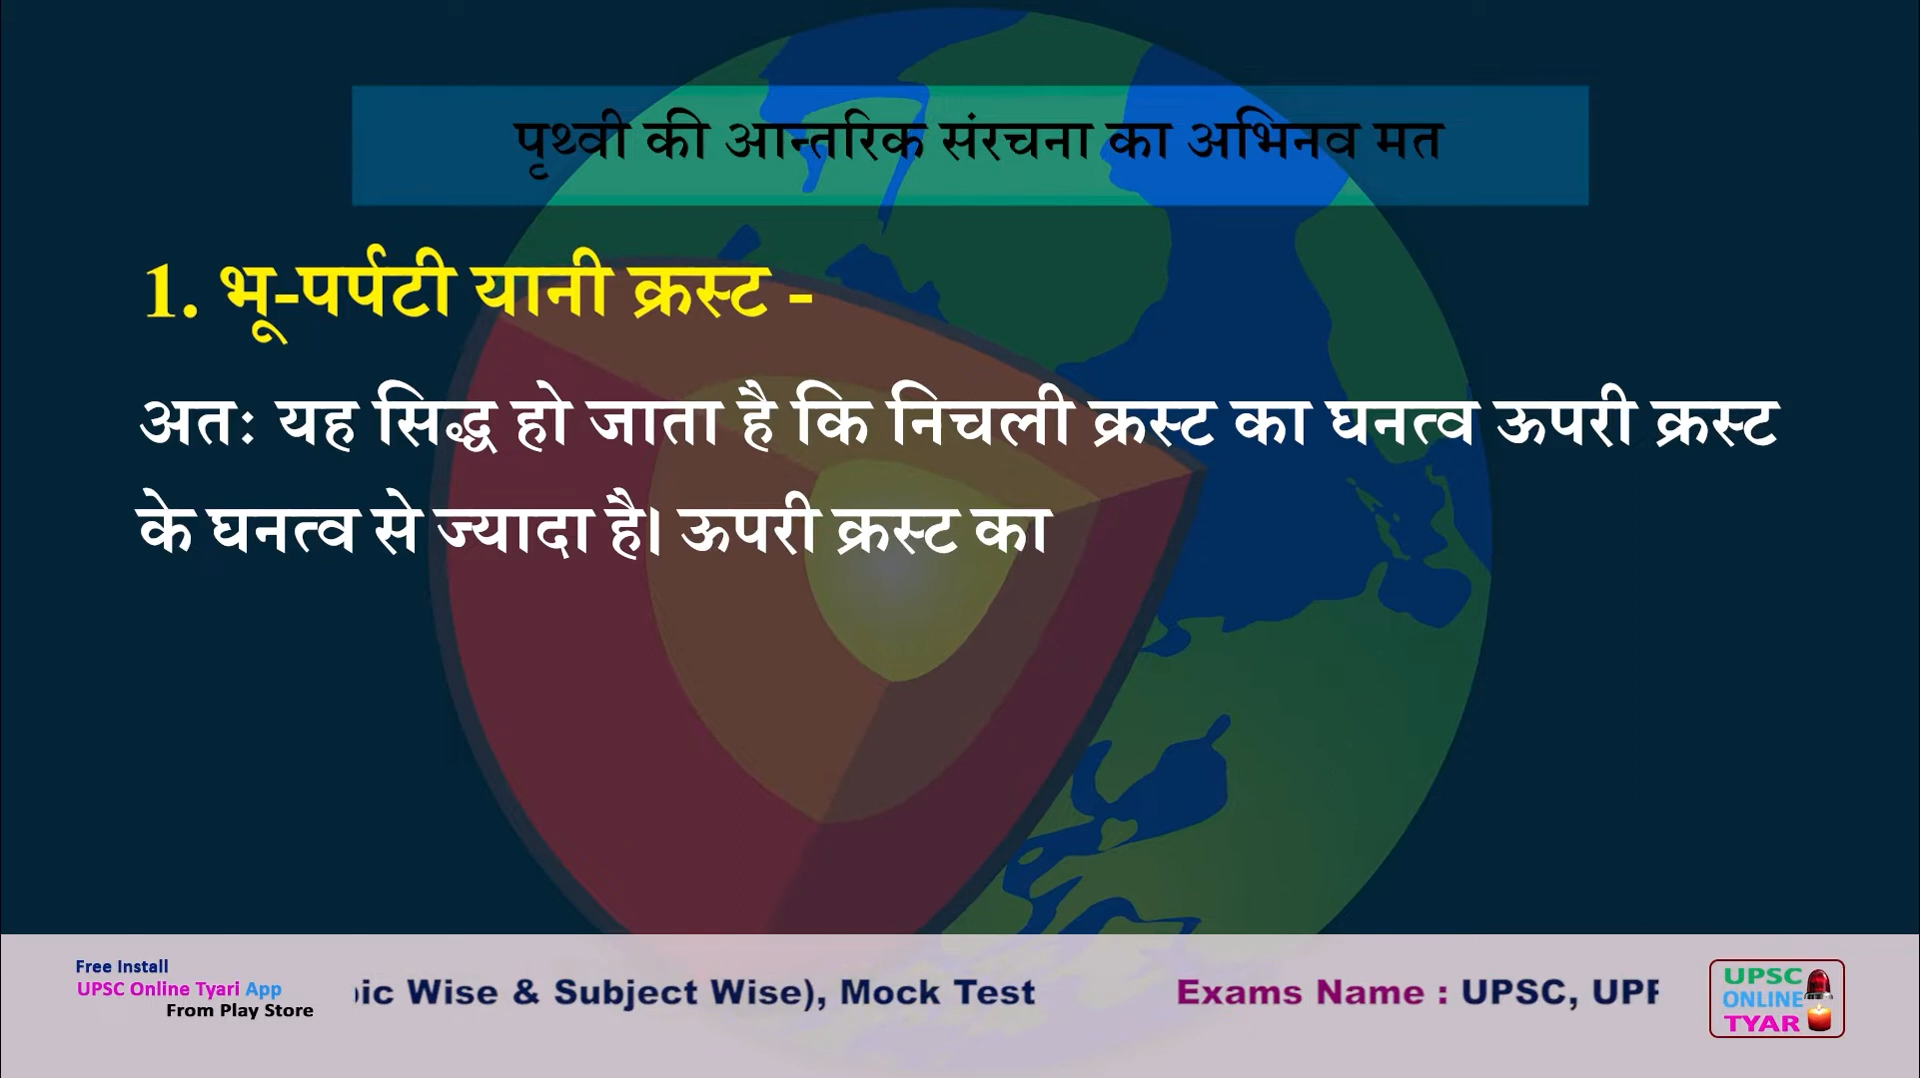 पृथ्वी की आन्तरिक संरचना का अभिनव मत
1. भू-पर्पटी यानी क्रस्ट -
अतः यह सिद्ध हो जाता है कि निचली क्रस्ट का घनत्व ऊपरी क्रस्ट
के घनत्व से ज्यादा है। ऊपरी क्रस्ट का
Free Install
UPSC Online Tyari App
From Play Store
ic Wise & Subject Wise), Mock Test
Exams Name : UPSC,
UPSC
ONLINE
TYAR